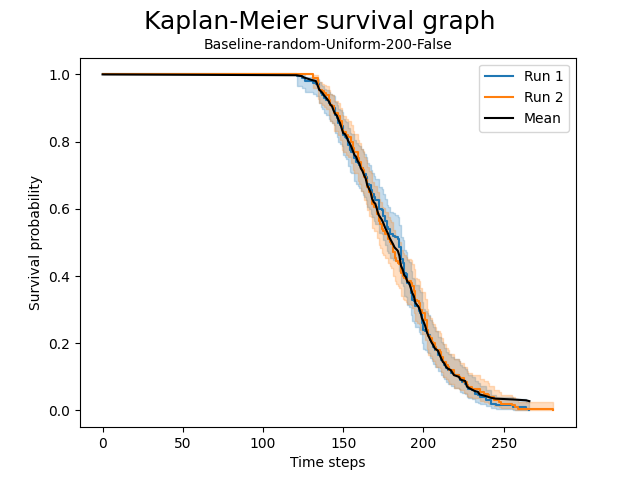 Kaplan-Meier survival graph
Baseline-random-Uniform-200-False
Run 1
Run 2
Mean
Survival probability
1.0
0.8
0.6
0.4
0.2
0.0
0
50
100
150
200
250
Time steps